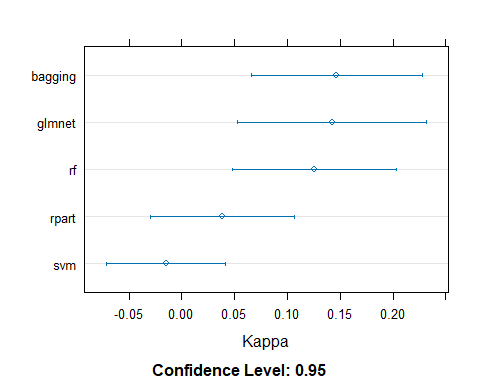 bagging
glmnet
rf
rpart
svm
-0.05 0.00 0.05 0.10 0.15 0.20
Kappa
Confidence Level: 0.95